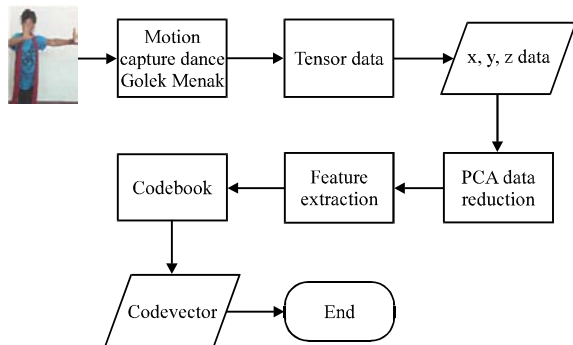 Motion
capture dance
Golek Menak
Tensor data
x, y, z data
PCA data
reduction
Feature
extraction
Codebook
Codevector
End